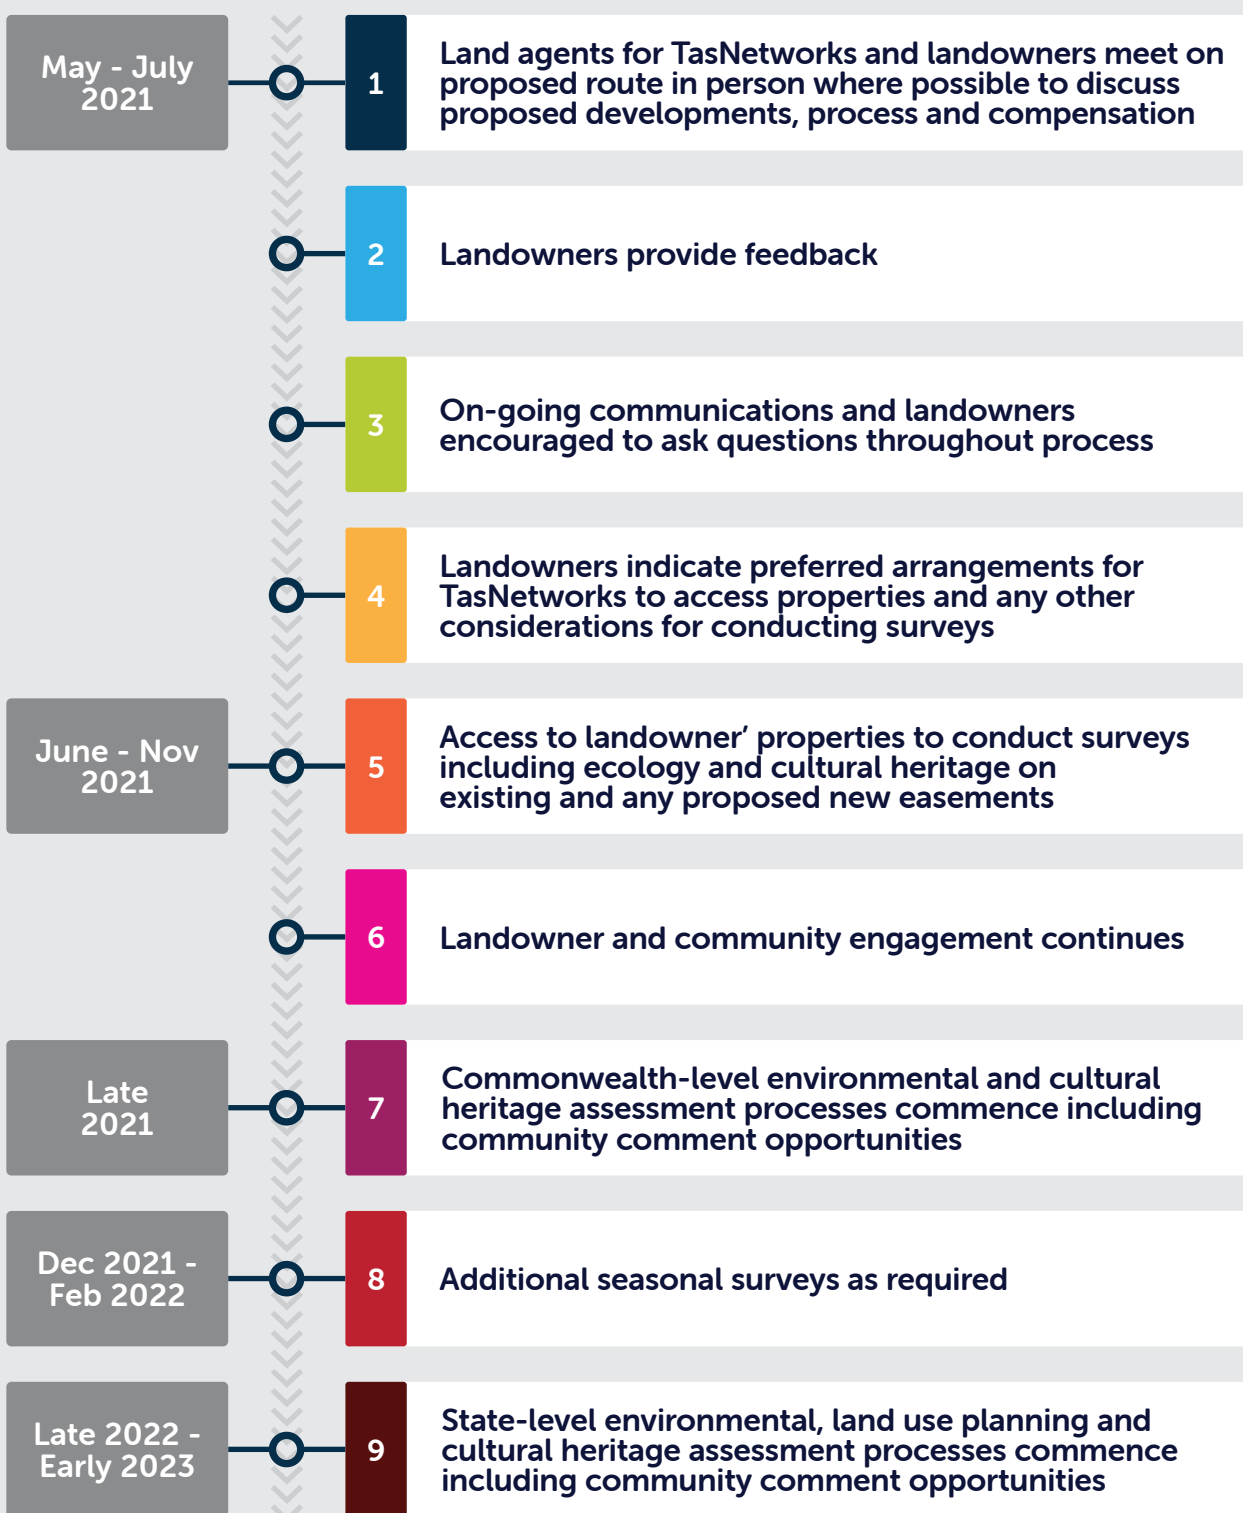 May - July
2021
1
Land agents for TasNetworks and landowners meet on
proposed route in person where possible to discuss
proposed developments, process and compensation
2
Landowners provide feedback
3
On-going communications and landowners
encouraged to ask questions throughout process
4
Landowners indicate preferred arrangements for
TasNetworks to access properties and any other
considerations for conducting surveys
June - Nov
2021
5
Access to landowner’ properties to conduct surveys
including ecology and cultural heritage on
existing and any proposed new easements
6
Landowner and community engagement continues
Late
2021
7
Commonwealth-level environmental and cultural
heritage assessment processes commence including
community comment opportunities
Dec 2021 -
Feb 2022
8
Additional seasonal surveys as required
Late 2022 -
Early 2023
9
State-level environmental, land use planning and
cultural heritage assessment processes commence
including community comment opportunities